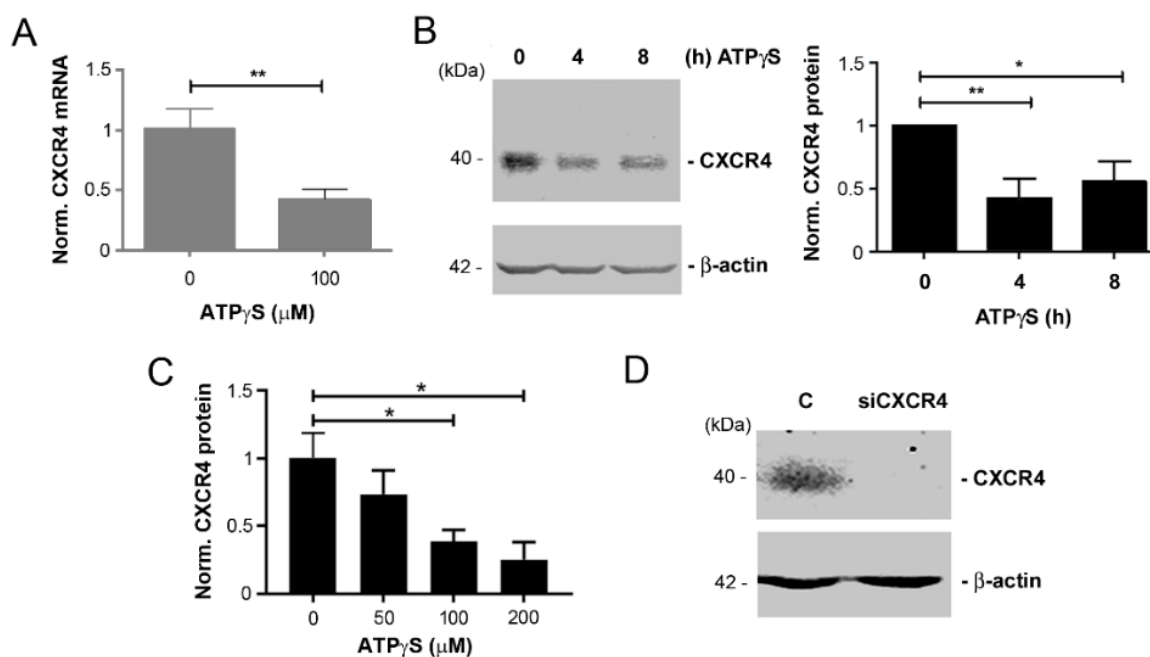 A
Norm. CXCR4 mRNA
1.5
1
0.5
0
**
0
100
ATPγS (μM)
B
0 4 8 (h) ATPγS
(kDa)
40 -
- CXCR4
42 -
- β-actin
Norm. CXCR4 protein
1.5
1
0.5
0
*
**
0 4 8
ATPγS (h)
C
Norm. CXCR4 protein
1.5
1
0.5
0
*
*
0 50 100 200
ATPγS (μM)
D
C siCXCR4
(kDa)
40 -
- CXCR4
42 -
- β-actin